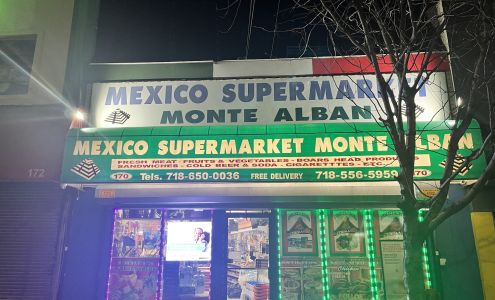 MEXICO SUPERMARKET
MONTE ALBAN
MEXICO SUPERMARKET MONTE ALBAN
FRESH MEAT - FRUITS & VEGETABLES - BOARS HEAD PRODUCTS
SANDWICHES - COLD BEER & SODA - CIGARETTTES - ETC.
170 Tels. 718-650-0036 FREE DELIVERY 718-556-5959 170
172